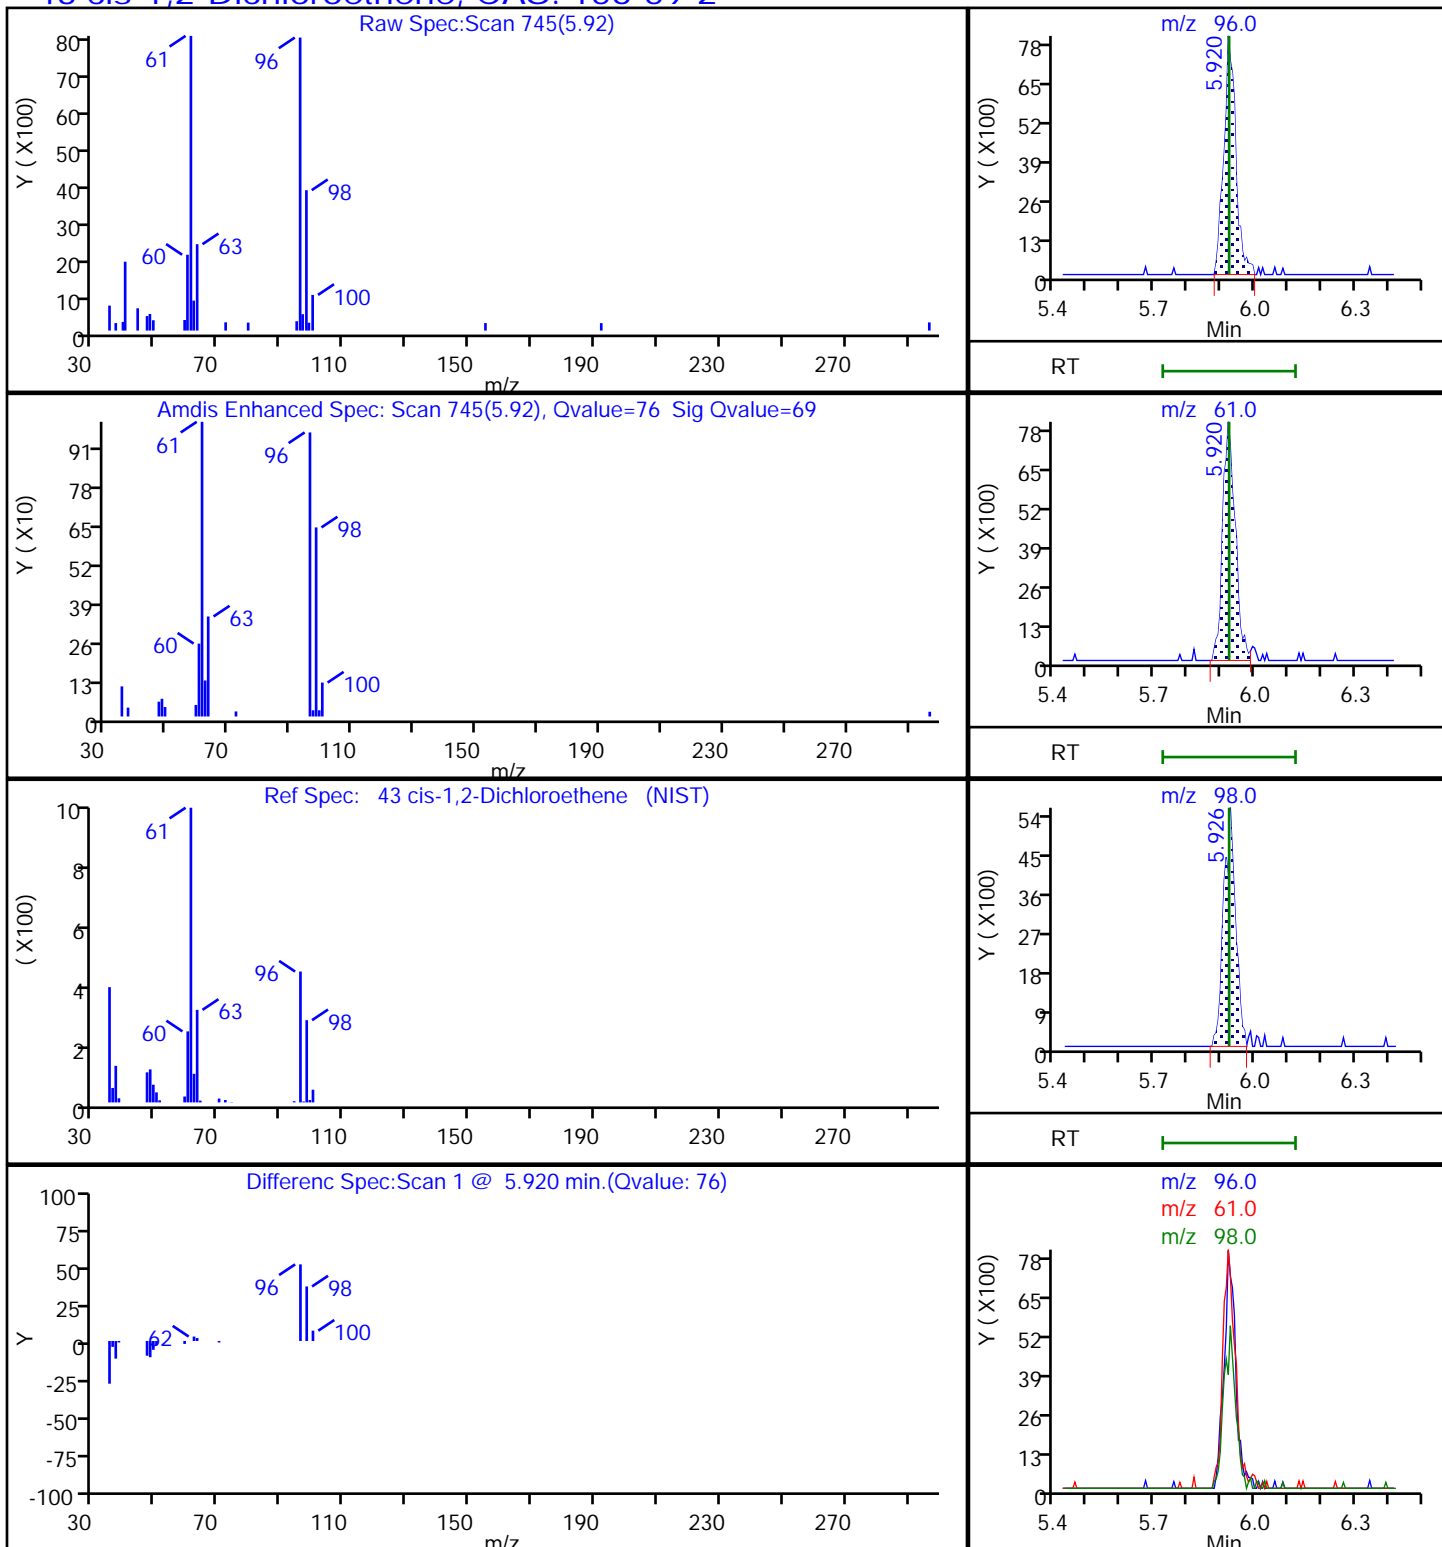 Raw Spec:Scan 745(5.92)
80
70
60
50
40
30
20
10
0
Y ( X100)
61
96
98
60
63
100
30 70 110 150 190 230 270
m/z
m/z 96.0
78
65
52
39
26
13
0
Y ( X100)
5.920
5.4 5.7 6.0 6.3
Min
RT
Amdis Enhanced Spec: Scan 745(5.92), Qvalue=76 Sig Qvalue=69
91
78
65
52
39
26
13
0
Y ( X10)
61
96
98
60
63
100
30 70 110 150 190 230 270
m/z
m/z 61.0
78
65
52
39
26
13
0
Y ( X100)
5.920
5.4 5.7 6.0 6.3
Min
RT
Ref Spec: 43 cis-1,2-Dichloroethene (NIST)
10
8
6
4
2
0
( X100)
61
96
60
63
98
30 70 110 150 190 230 270
m/z 98.0
54
45
36
27
18
9
0
Y ( X100)
5.926
5.4 5.7 6.0 6.3
Min
RT
Differenc Spec:Scan 1 @ 5.920 min.(Qvalue: 76)
100
75
50
25
0
-25
-50
-75
-100
Y
96
98
62
100
30 70 110 150 190 230 270
m/z
m/z 96.0
m/z 61.0
m/z 98.0
78
65
52
39
26
13
0
Y ( X100)
5.4 5.7 6.0 6.3
Min